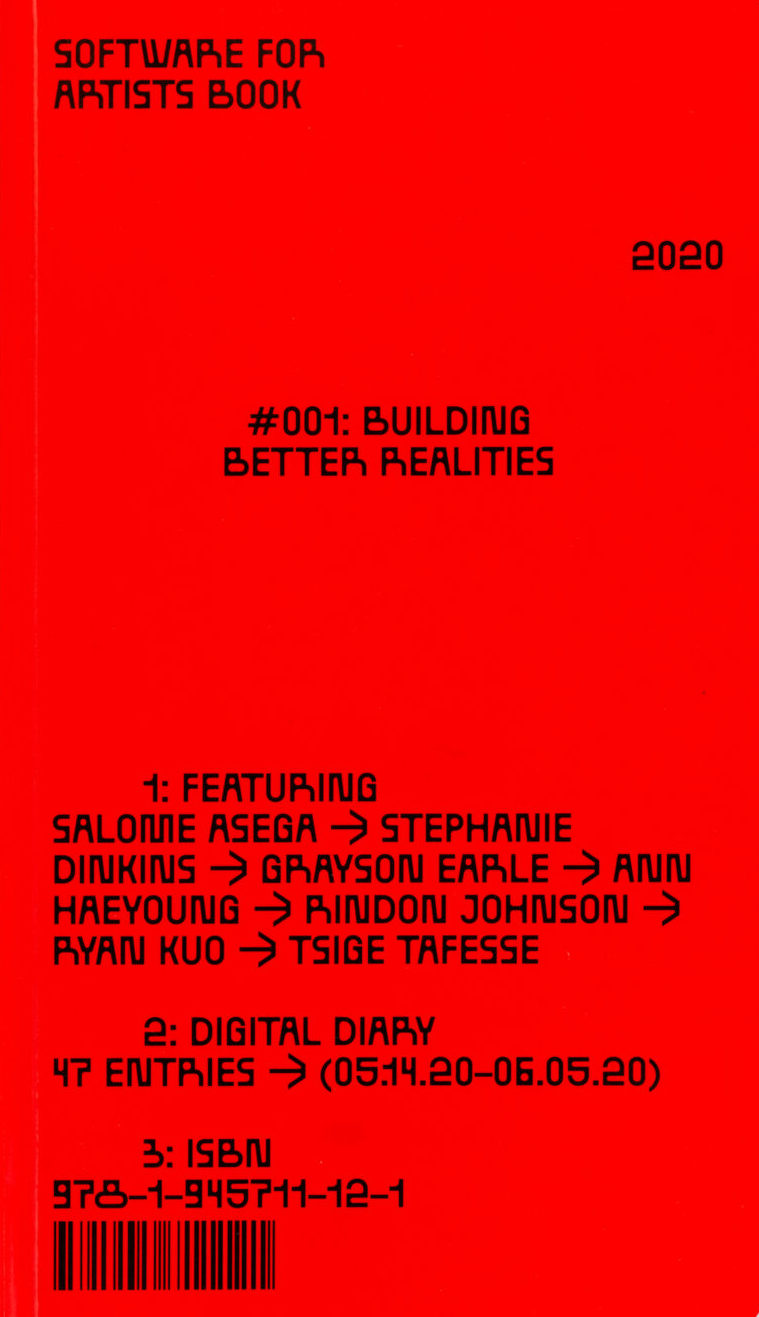 SOFTWARE FOR
ARTISTS BOOK
2020
#001: BUILDING
BETTER REALITIES
1: FEATURING
SALOME ASEGA → STEPHANIE
DINKINS → GRAYSON EARLE → ANN
HAEYOUNG → RINDON JOHNSON →
RYAN KUO → TSIGE TAFESSE
2: DIGITAL DIARY
47 ENTRIES → (05.14.20–06.05.20)
3: ISBN
978–1–945711–12–1